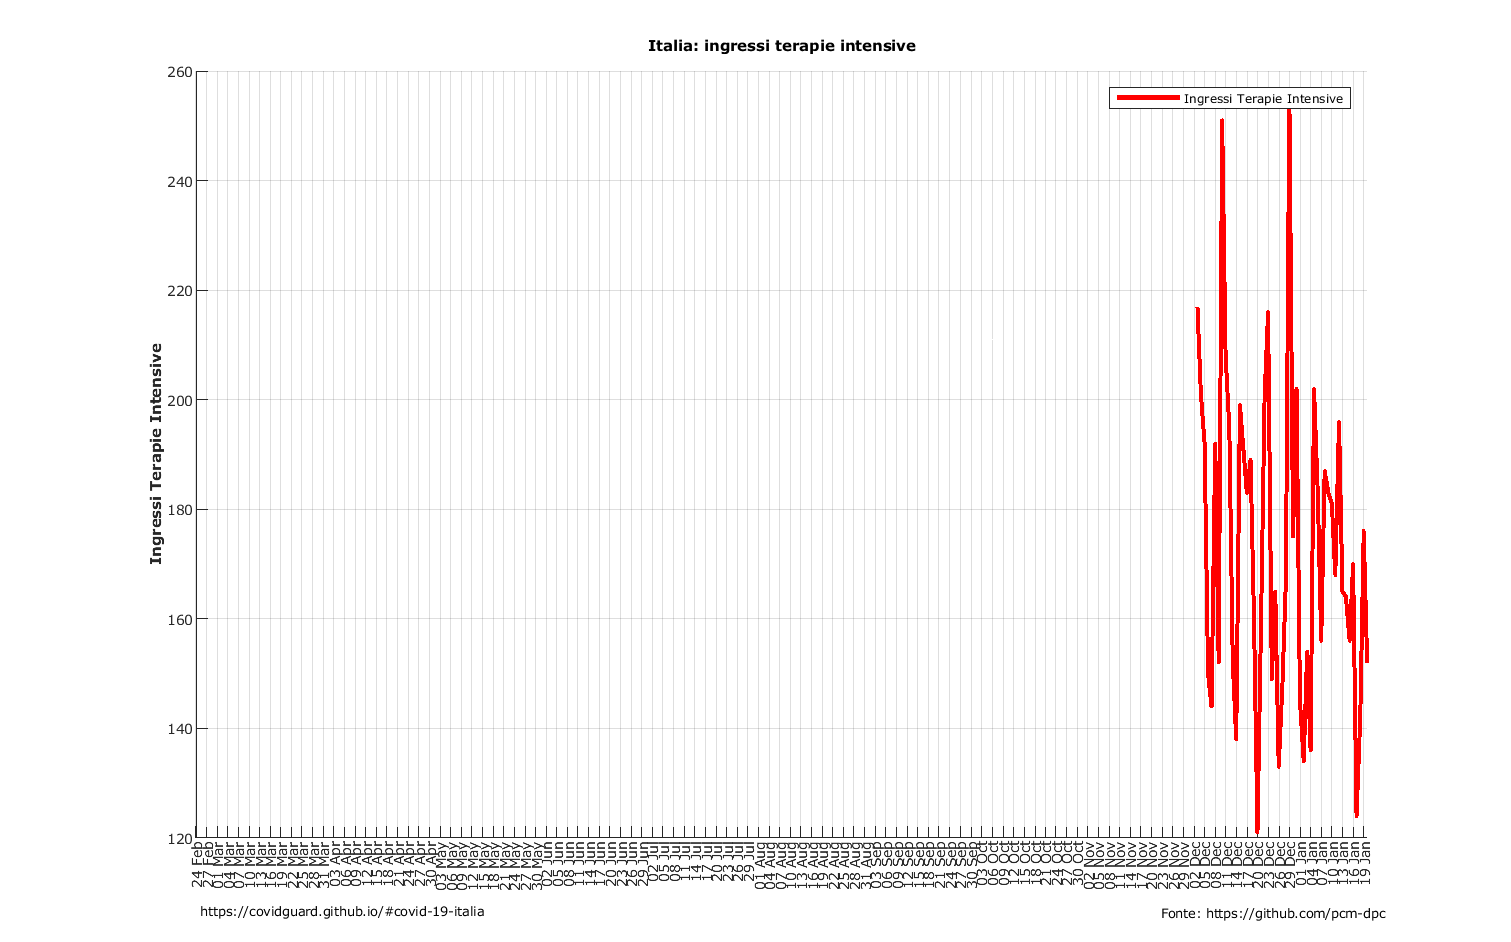 Italia: ingressi terapie intensive
Ingressi Terapie Intensive
Ingressi Terapie Intensive
260
240
220
200
180
160
140
120
24 Feb
27 Feb
01 Mar
04 Mar
07 Mar
10 Mar
13 Mar
16 Mar
19 Mar
22 Mar
25 Mar
28 Mar
31 Mar
03 Apr
06 Apr
09 Apr
12 Apr
15 Apr
18 Apr
21 Apr
24 Apr
27 Apr
30 Apr
03 May
06 May
09 May
12 May
15 May
18 May
21 May
24 May
27 May
30 May
02 Jun
05 Jun
08 Jun
11 Jun
14 Jun
17 Jun
20 Jun
23 Jun
26 Jun
29 Jun
02 Jul
05 Jul
08 Jul
11 Jul
14 Jul
17 Jul
20 Jul
23 Jul
26 Jul
29 Jul
01 Aug
04 Aug
07 Aug
10 Aug
13 Aug
16 Aug
19 Aug
22 Aug
25 Aug
28 Aug
31 Aug
03 Sep
06 Sep
09 Sep
12 Sep
15 Sep
18 Sep
21 Sep
24 Sep
27 Sep
30 Sep
03 Oct
06 Oct
09 Oct
12 Oct
15 Oct
18 Oct
21 Oct
24 Oct
27 Oct
30 Oct
02 Nov
05 Nov
08 Nov
11 Nov
14 Nov
17 Nov
20 Nov
23 Nov
26 Nov
29 Nov
02 Dec
05 Dec
08 Dec
11 Dec
14 Dec
17 Dec
20 Dec
23 Dec
26 Dec
29 Dec
01 Jan
04 Jan
07 Jan
10 Jan
13 Jan
16 Jan
19 Jan
https://covidguard.github.io/#covid-19-italia
Fonte: https://github.com/pcm-dpc